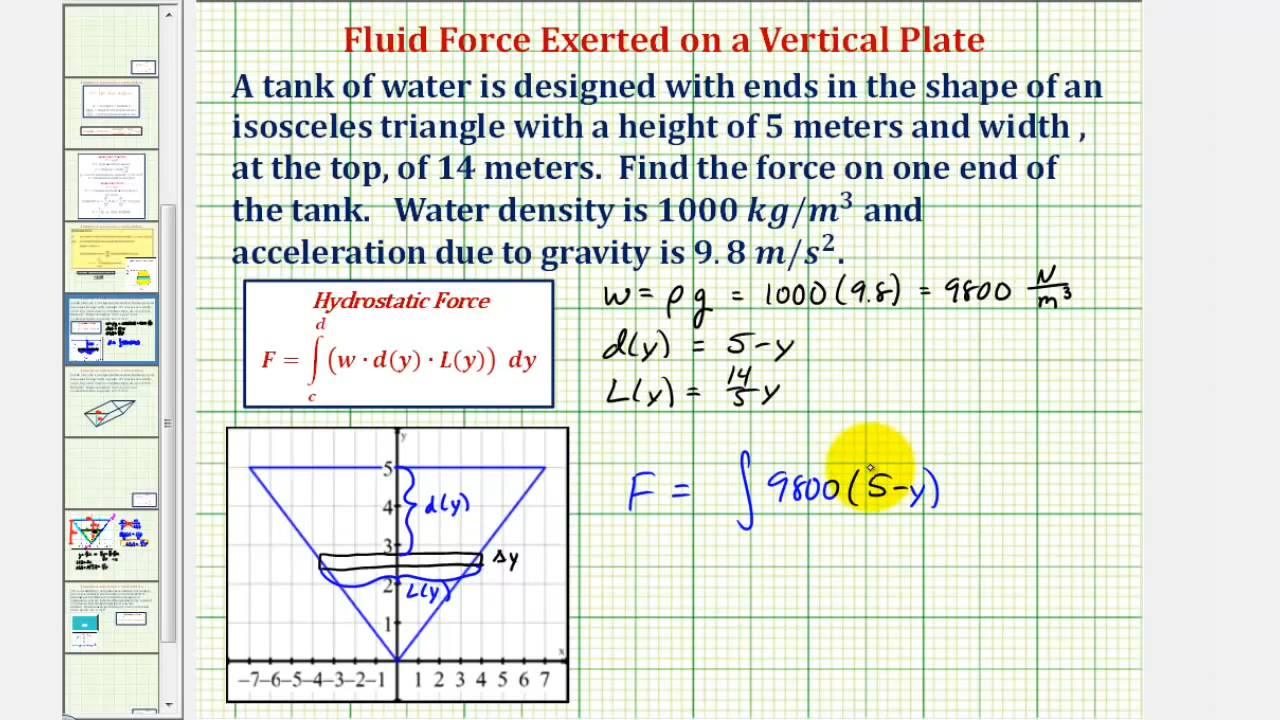 Fluid Force Exerted on a Vertical Plate
A tank of water is designed with ends in the shape of an
isosceles triangle with a height of 5 meters and width ,
at the top, of 14 meters. Find the force on one end of
the tank. Water density is 1000 kg/m³ and
acceleration due to gravity is 9.8 m/s².
Hydrostatic Force
F = ∫_c^d (w · d(y) · L(y)) dy
w = ρg = 1000(9.8) = 9800 N/m³
d(y) = 5-y
L(y) = 14/5 y
F = ∫ 9800(5-y)
y
5
d(y)
4
3
Δy
2
L(y)
1
x
-7 -6 -5 -4 -3 -2 -1 1 2 3 4 5 6 7